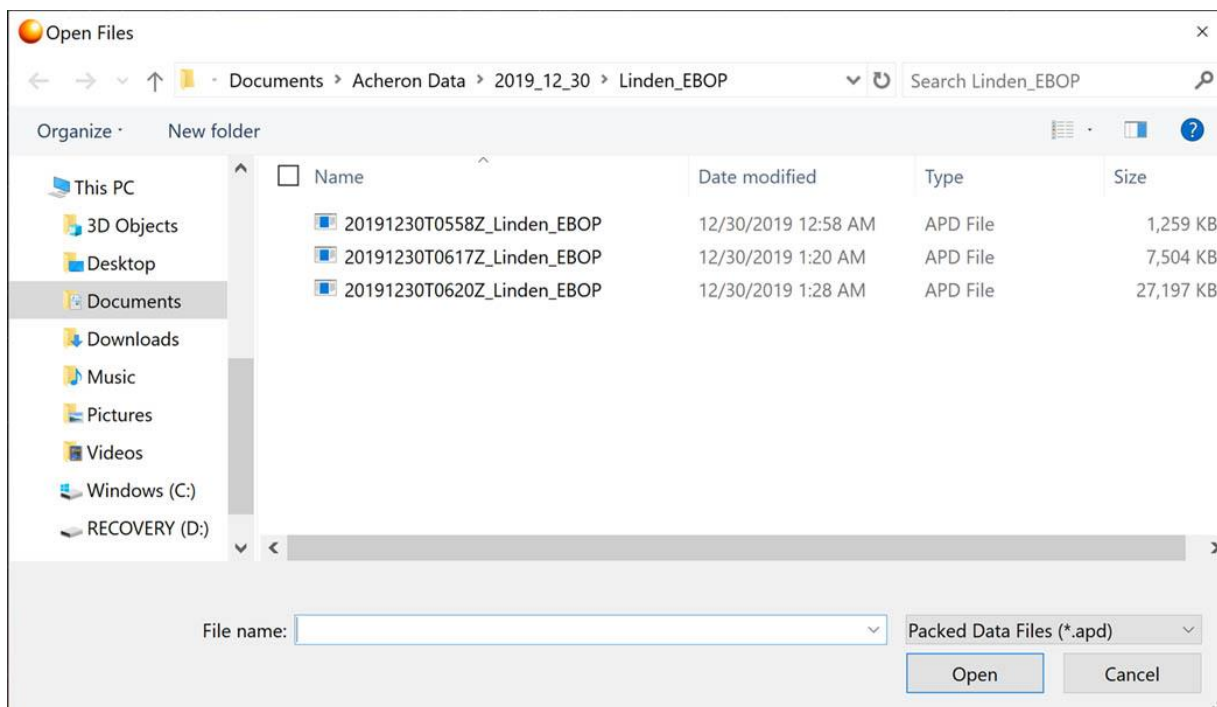 Open Files
Documents > Acheron Data > 2019_12_30 > Linden_EBOP
Search Linden_EBOP
Organize
New folder
This PC
3D Objects
Desktop
Documents
Downloads
Music
Pictures
Videos
Windows (C:)
RECOVERY (D:)
Name Date modified Type Size
20191230T0558Z_Linden_EBOP 12/30/2019 12:58 AM APD File 1,259 KB
20191230T0617Z_Linden_EBOP 12/30/2019 1:20 AM APD File 7,504 KB
20191230T0620Z_Linden_EBOP 12/30/2019 1:28 AM APD File 27,197 KB
File name:
Packed Data Files (*.apd)
Open
Cancel